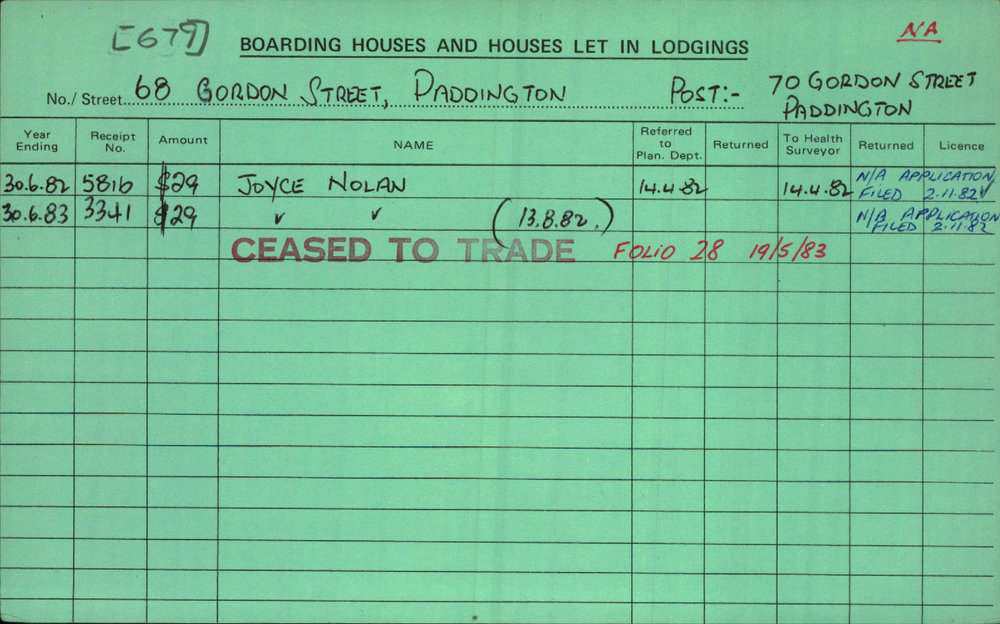 [679]
NA
BOARDING HOUSES AND HOUSES LET IN LODGINGS
No./ Street 68 GORDON STREET, PADDINGTON POST:- 70 GORDON STREET
PADDINGTON
Year Ending Receipt No. Amount NAME Referred to Plan. Dept. Returned To Health Surveyor Returned Licence
30.6.82 5816 $29 JOYCE NOLAN 14.4.82 14.4.82 N/A APPLICATION
FILED 2.11.82
30.6.83 3341 $29 ✓ ✓ (13.8.82.) N/A APPLICATION
FILED 2.11.82
CEASED TO TRADE FOLIO 28 19/5/83